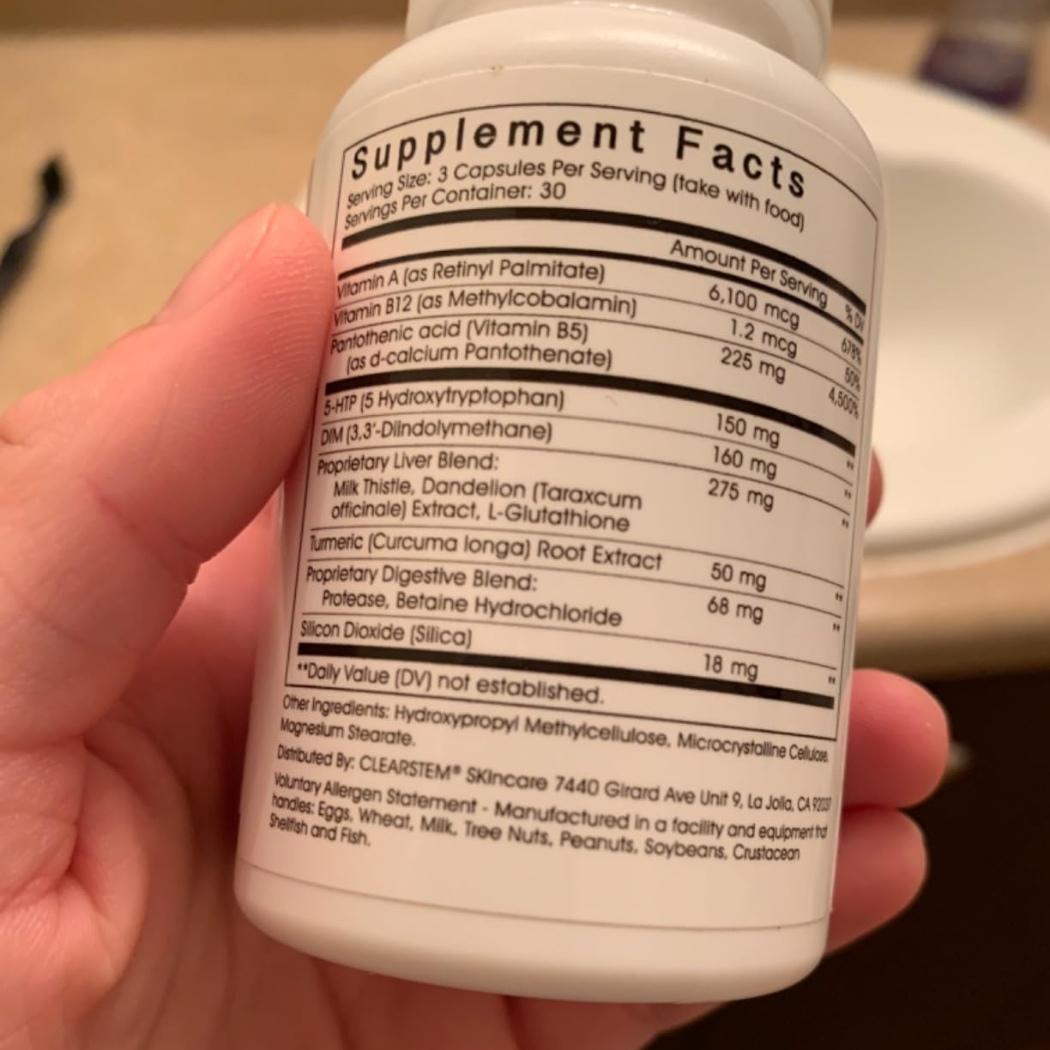 Supplement Facts
Serving Size: 3 Capsules Per Serving (take with food)
Servings Per Container: 30
Amount Per Serving % DV
Vitamin A (as Retinyl Palmitate) 6,100 mcg 678%
Vitamin B12 (as Methylcobalamin) 1.2 mcg 50%
Pantothenic acid (Vitamin B5)
(as d-calcium Pantothenate) 225 mg 4,500%
5-HTP (5 Hydroxytryptophan) 150 mg **
DIM (3,3'-Diindolymethane) 160 mg **
Proprietary Liver Blend: 275 mg **
Milk Thistle, Dandelion (Taraxcum
officinale) Extract, L-Glutathione
Turmeric (Curcuma longa) Root Extract 50 mg **
Proprietary Digestive Blend: 68 mg **
Protease, Betaine Hydrochloride
Silicon Dioxide (Silica) 18 mg **
**Daily Value (DV) not established.
Other Ingredients: Hydroxypropyl Methylcellulose, Microcrystalline Cellulose,
Magnesium Stearate.
Distributed By: CLEARSTEM® SKIncare 7440 Girard Ave Unit 9, La Jolla, CA 92037
Voluntary Allergen Statement - Manufactured in a facility and equipment that
handles: Eggs, Wheat, Milk, Tree Nuts, Peanuts, Soybeans, Crustacean
Shellfish and Fish.